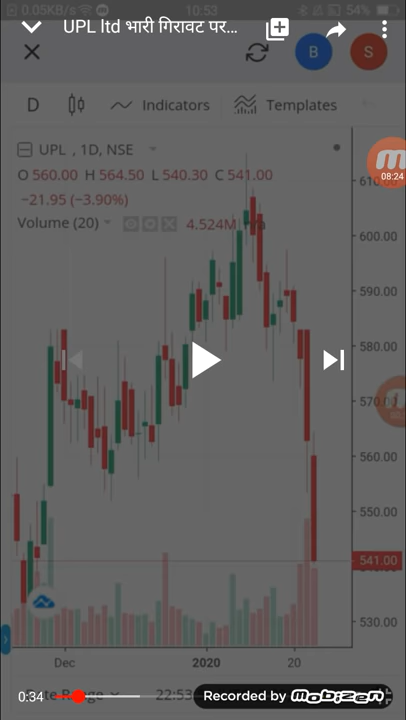 0.05KB/s 10:53 54%
UPL ltd भारी गिरावट पर...
B S
D Indicators Templates
UPL , 1D, NSE
O 560.00 H 564.50 L 540.30 C 541.00
−21.95 (−3.90%)
Volume (20) 4.524M
08:24
610.00
600.00
590.00
580.00
570.00
560.00
550.00
541.00
530.00
Dec 2020 20
0:34 Range 22:53 Recorded by mobizen